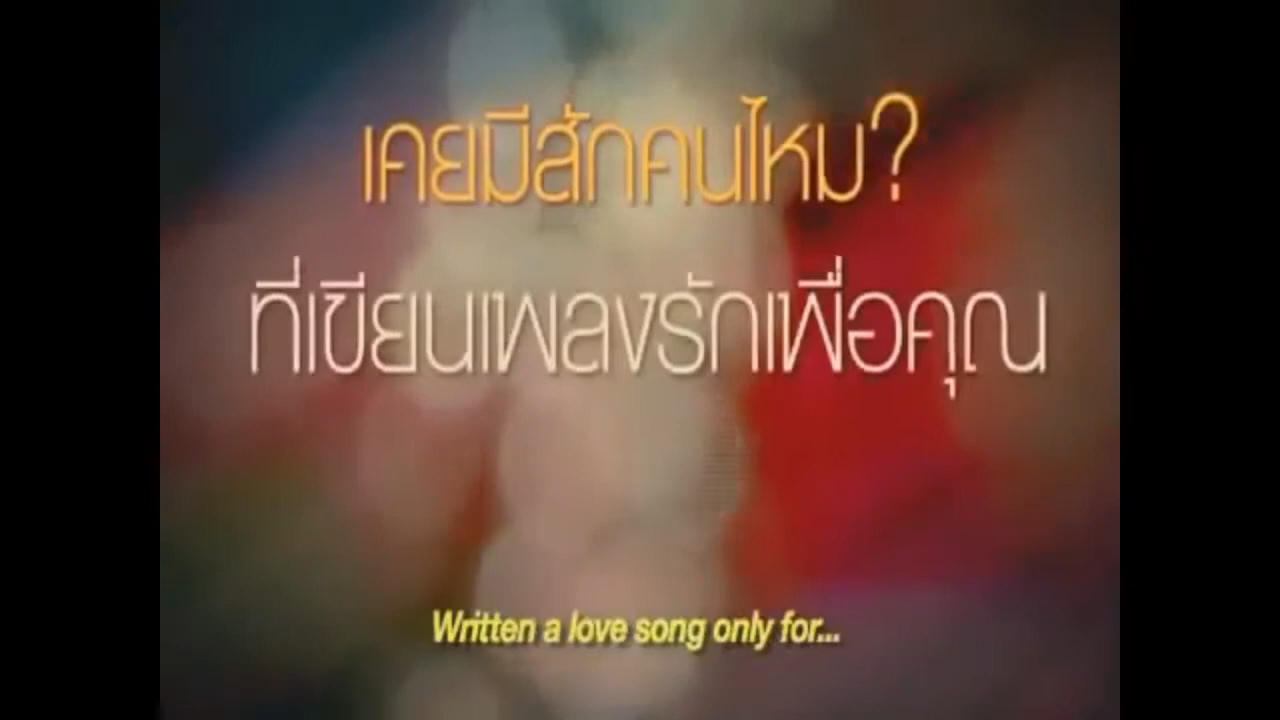 เคยมีสักคนไหม?
ที่เขียนเพลงรักเพื่อคุณ
Written a love song only for...